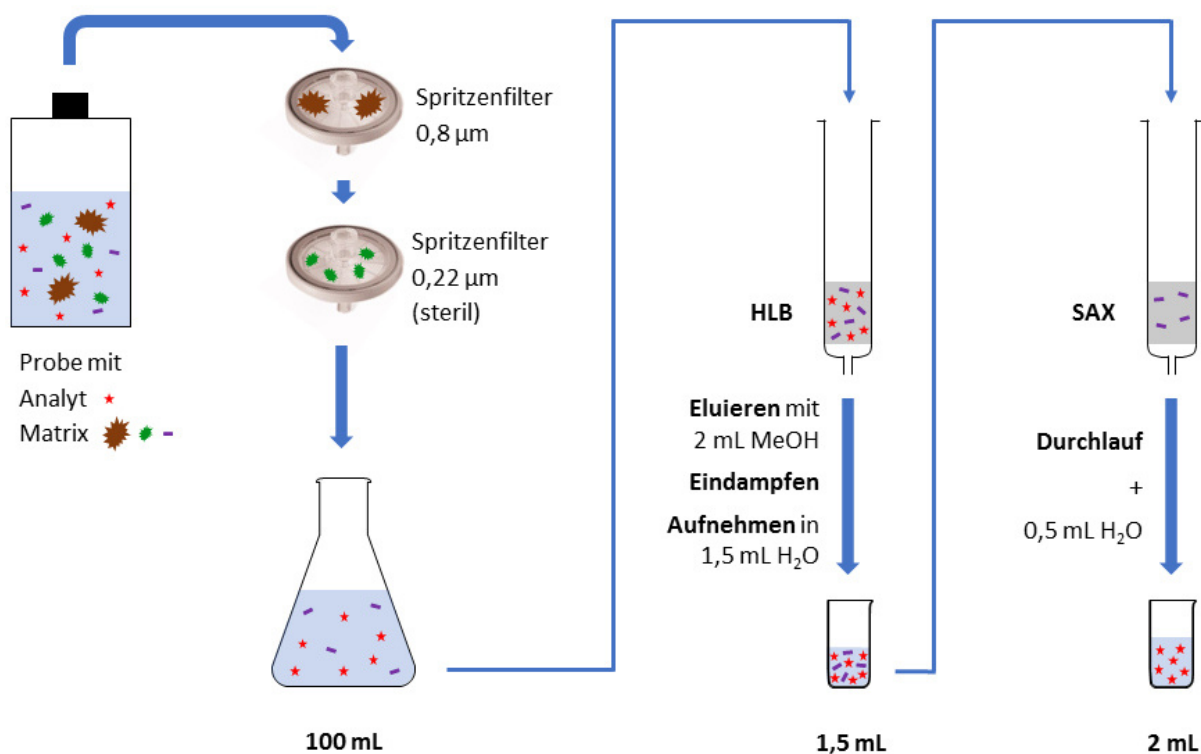 Spritzenfilter
0,8 µm
Spritzenfilter
0,22 µm
(steril)
Probe mit
Analyt
Matrix
100 mL
HLB
Eluieren mit
2 mL MeOH
Eindampfen
Aufnehmen in
1,5 mL H₂O
1,5 mL
SAX
Durchlauf
+
0,5 mL H₂O
2 mL